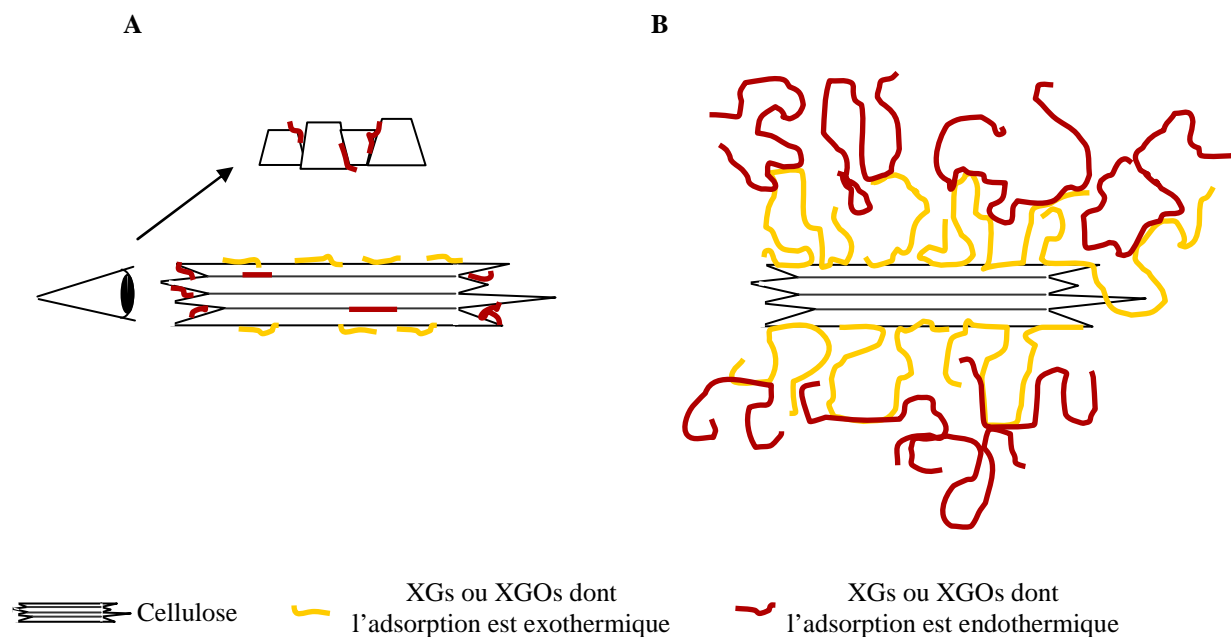 A
B
Cellulose
XGs ou XGOs dont
l’adsorption est exothermique
XGs ou XGOs dont
l’adsorption est endothermique